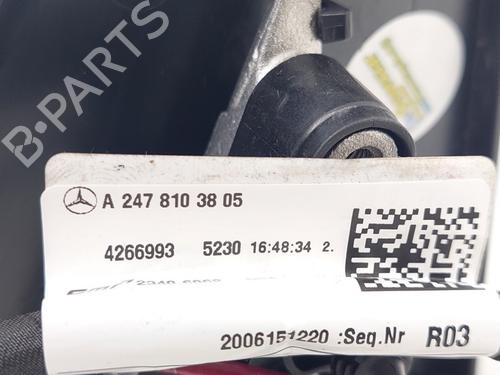 B-PARTS
A 247 810 38 05
4266993 5230 16:48:34 2.
2006151220 :Seq.Nr R03